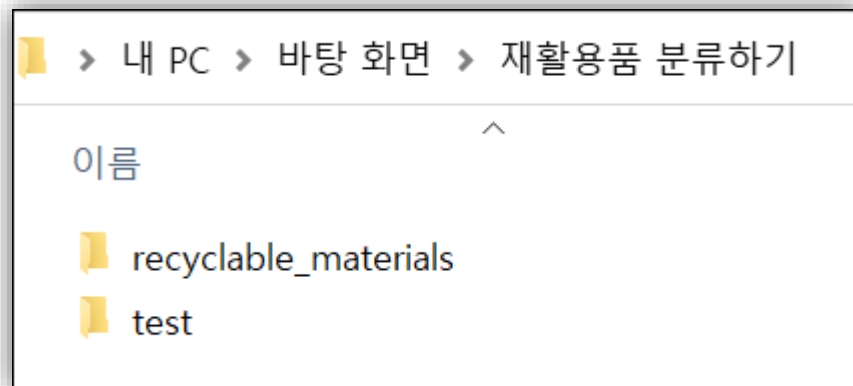 > 내 PC > 바탕 화면 > 재활용품 분류하기
이름
recyclable_materials
test